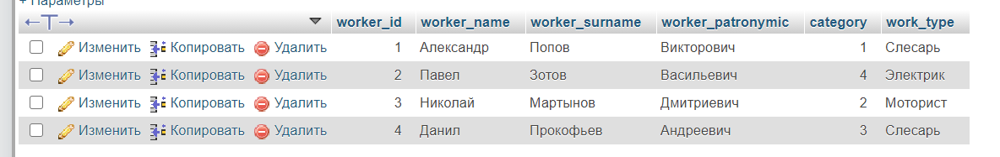 + Параметры
←T→ worker_id worker_name worker_surname worker_patronymic category work_type
Изменить Копировать Удалить 1 Александр Попов Викторович 1 Слесарь
Изменить Копировать Удалить 2 Павел Зотов Васильевич 4 Электрик
Изменить Копировать Удалить 3 Николай Мартынов Дмитриевич 2 Моторист
Изменить Копировать Удалить 4 Данил Прокофьев Андреевич 3 Слесарь